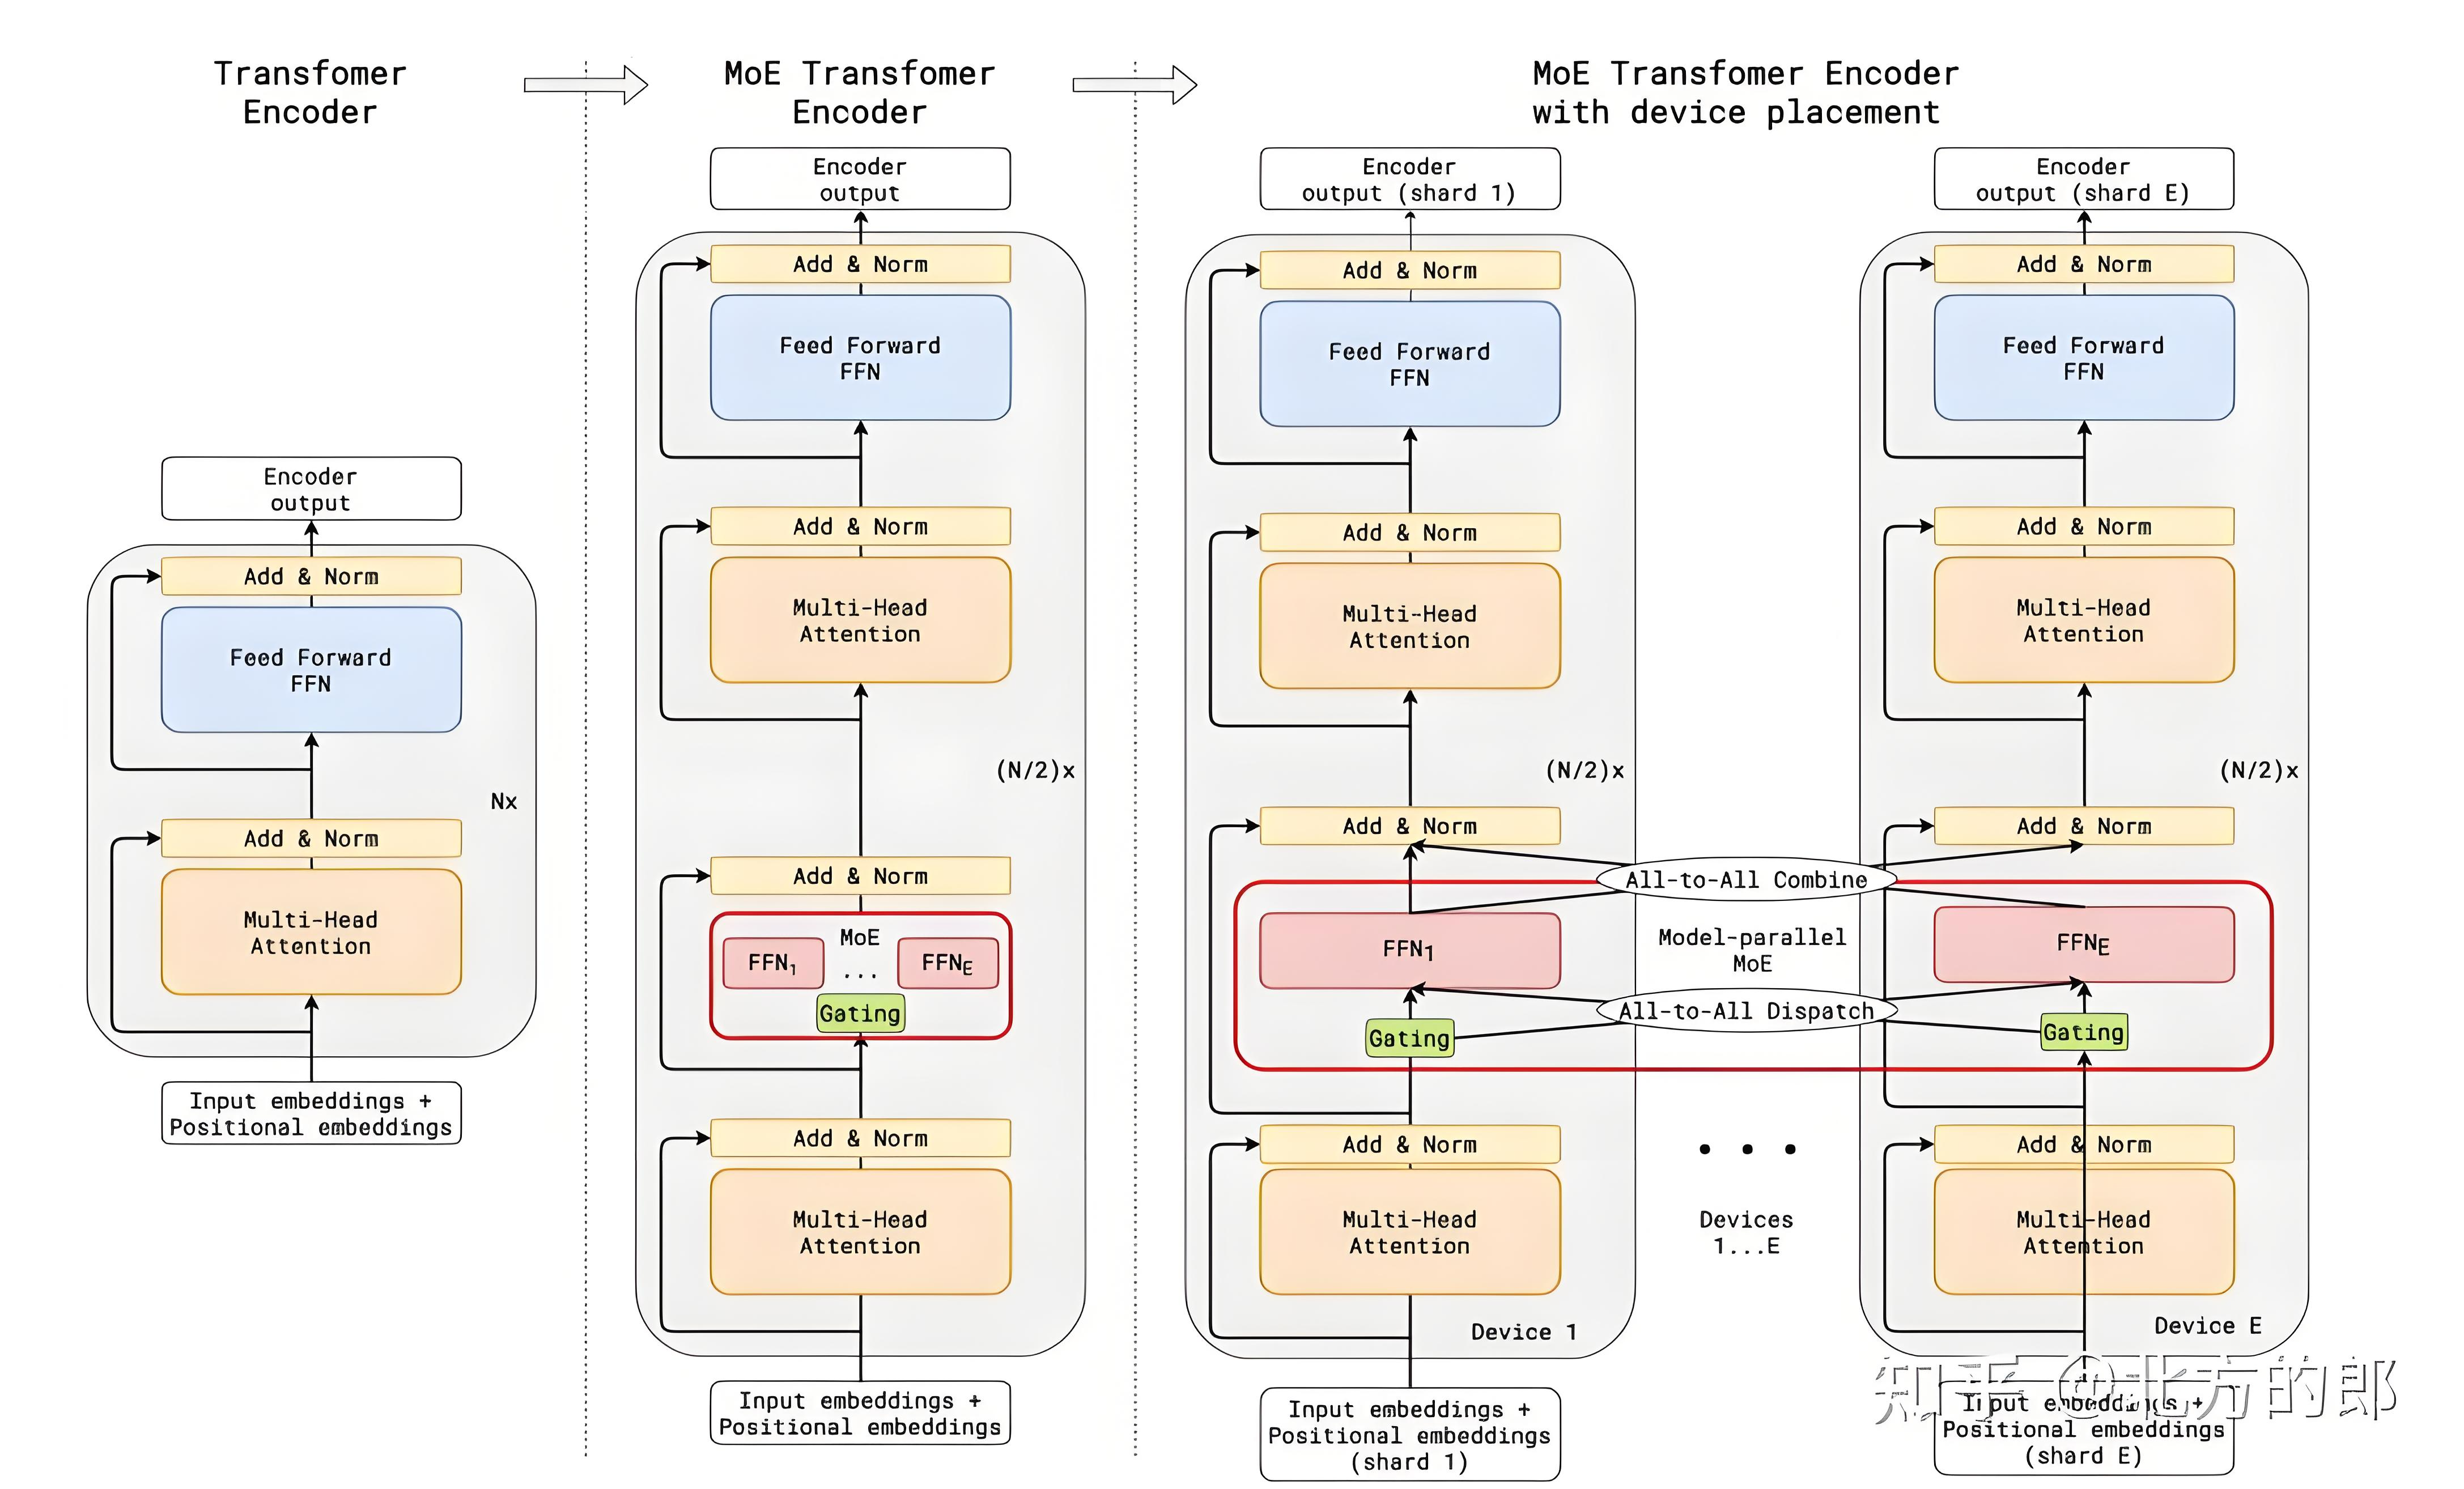 Transfomer
Encoder
Encoder
output
Add & Norm
Feed Forward
FFN
Nx
Add & Norm
Multi-Head
Attention
Input embeddings +
Positional embeddings
MoE Transfomer
Encoder
Encoder
output
Add & Norm
Feed Forward
FFN
Add & Norm
Multi-Head
Attention
(N/2)x
Add & Norm
MoE
FFN1
...
FFNE
Gating
Add & Norm
Multi-Head
Attention
Input embeddings +
Positional embeddings
MoE Transfomer Encoder
with device placement
Encoder
output (shard 1)
Add & Norm
Feed Forward
FFN
Add & Norm
Multi-Head
Attention
(N/2)x
Add & Norm
FFN1
Gating
Add & Norm
Multi-Head
Attention
Device 1
Input embeddings +
Positional embeddings
(shard 1)
All-to-All Combine
Model-parallel
MoE
All-to-All Dispatch
...
Devices
1...E
Encoder
output (shard E)
Add & Norm
Feed Forward
FFN
Add & Norm
Multi-Head
Attention
(N/2)x
Add & Norm
FFNE
Gating
Add & Norm
Multi-Head
Attention
Device E
Input embeddings +
Positional embeddings
(shard E)
知乎 @北方的郎